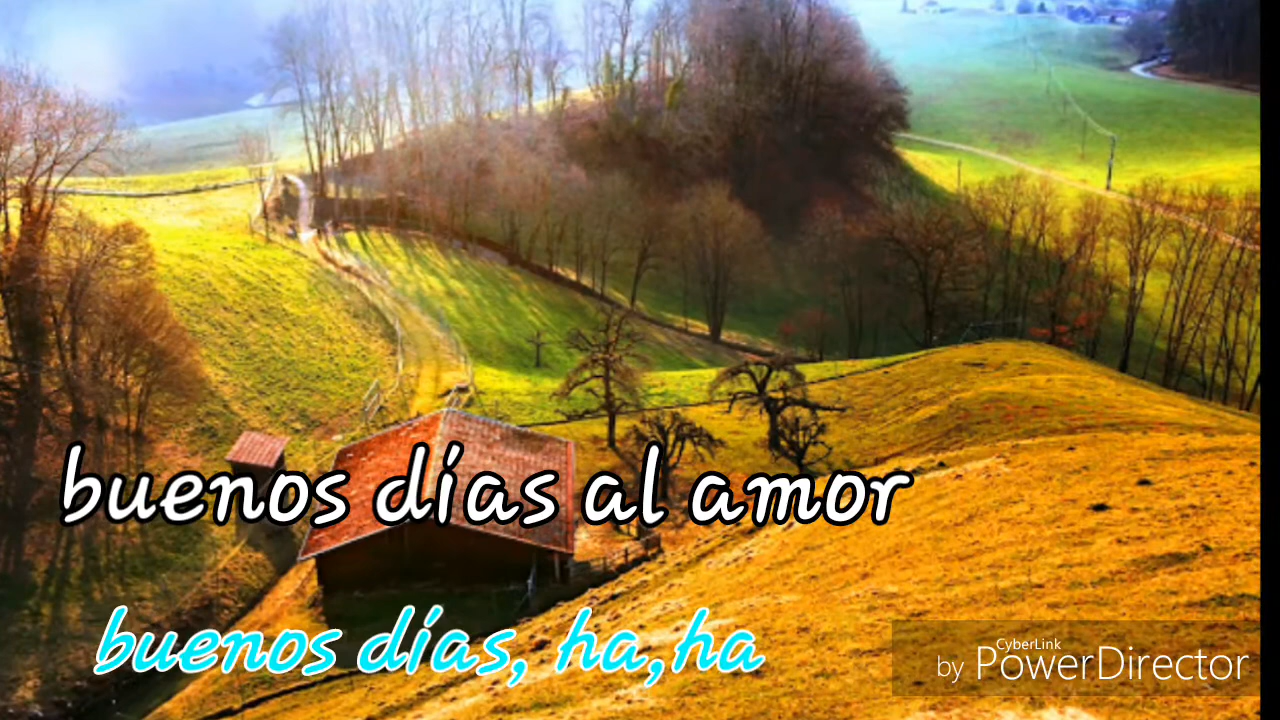 buenos días al amor
buenos días, ha,ha
CyberLink
by PowerDirector